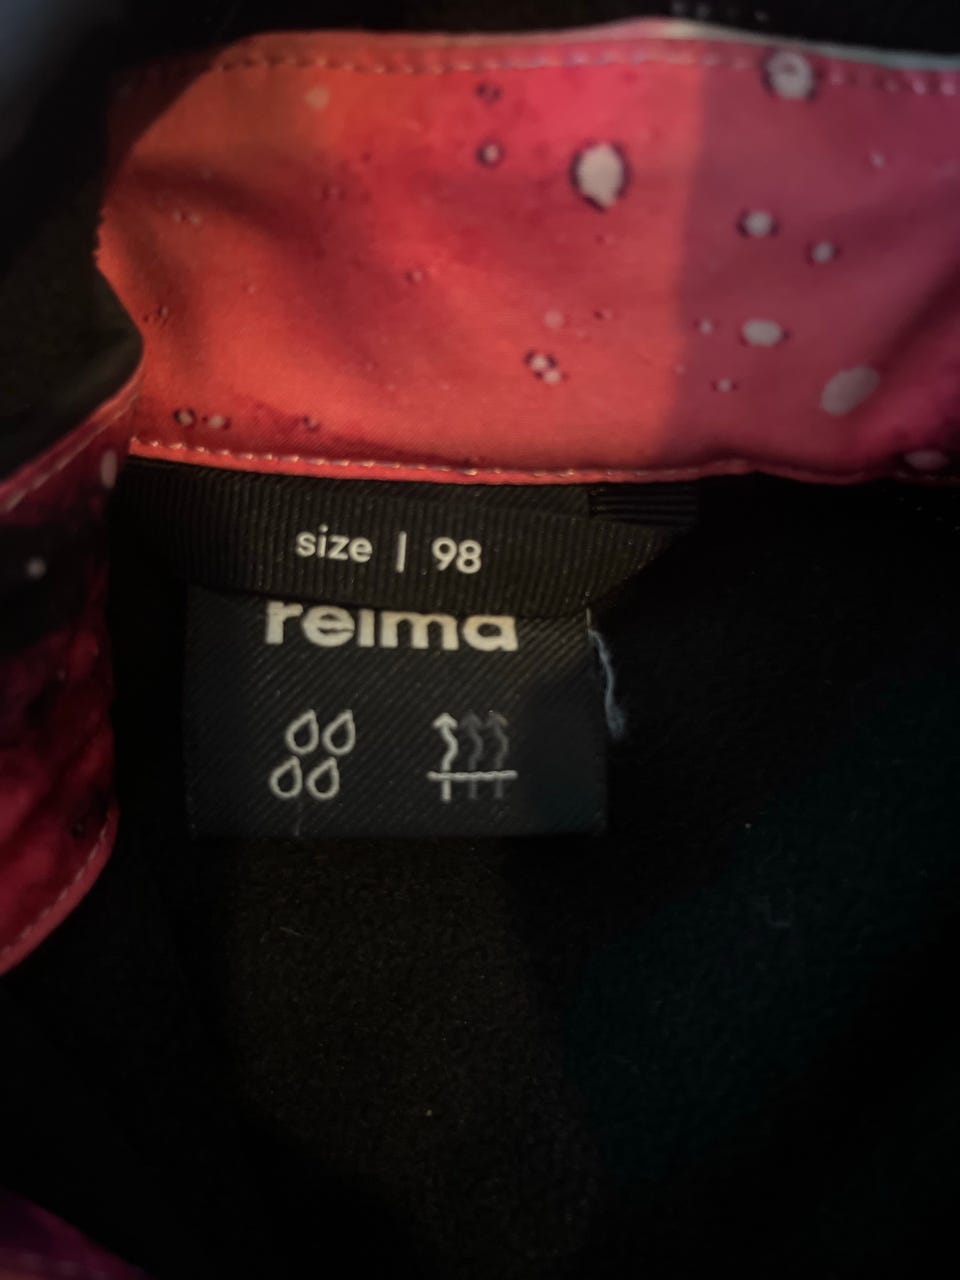 size | 98
reima